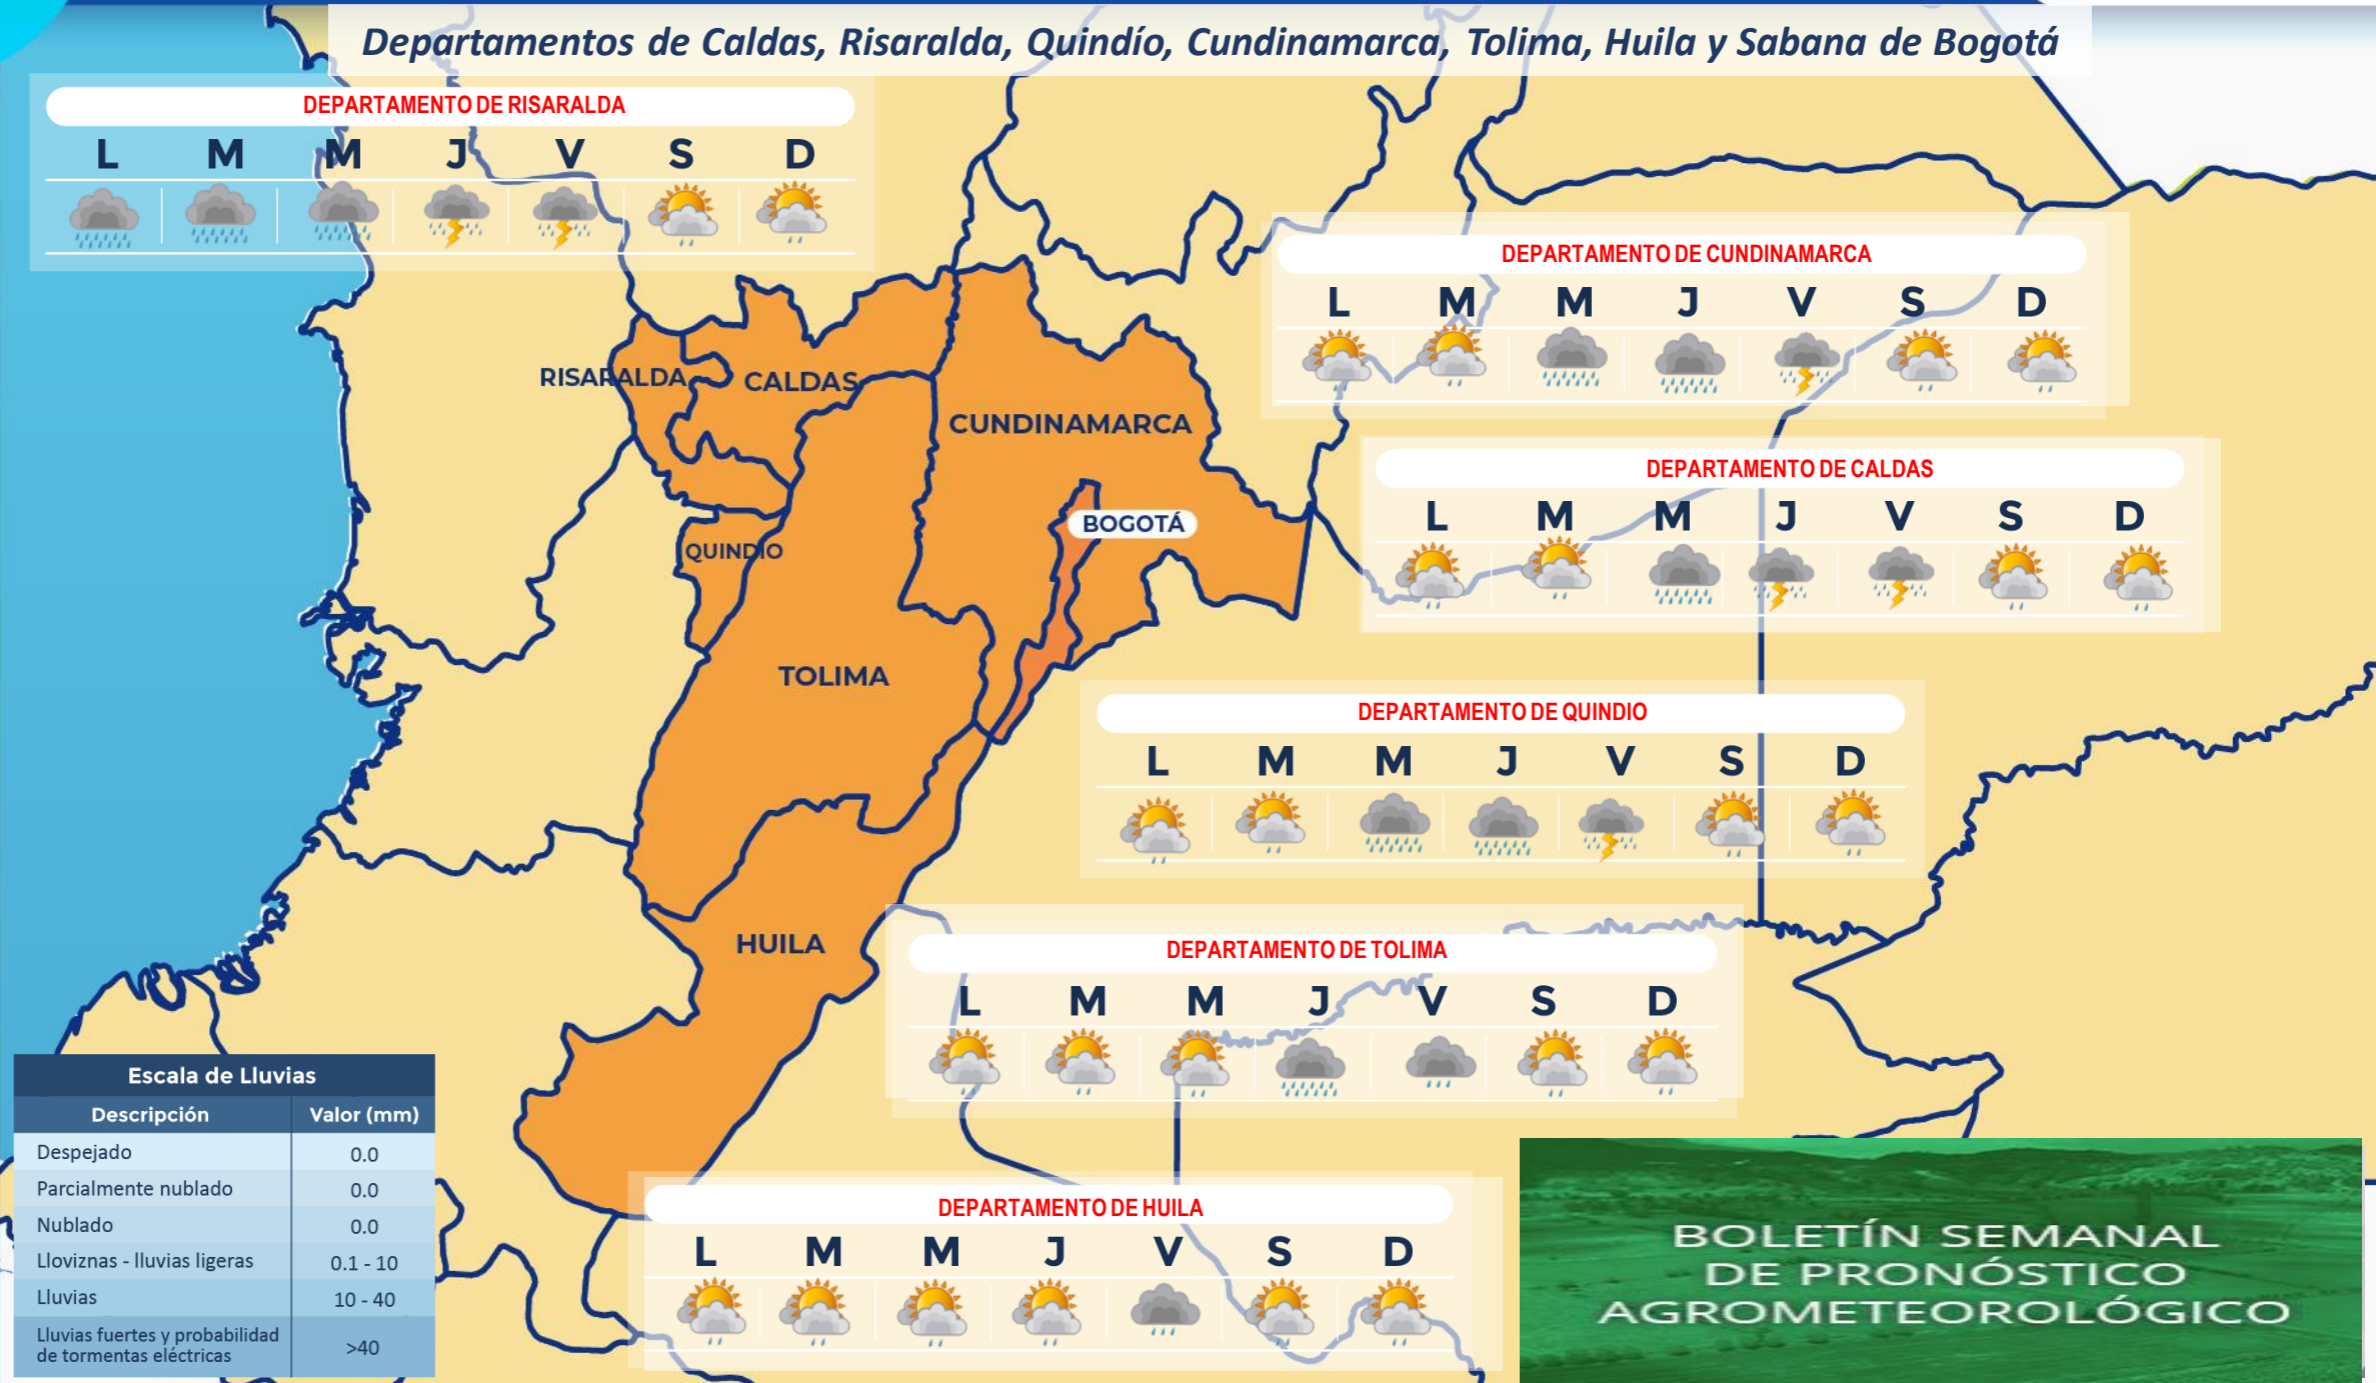 Departamentos de Caldas, Risaralda, Quindío, Cundinamarca, Tolima, Huila y Sabana de Bogotá
DEPARTAMENTO DE RISARALDA
L M M J V S D
DEPARTAMENTO DE CUNDINAMARCA
L M M J V S D
RISARALDA
CALDAS
CUNDINAMARCA
BOGOTÁ
QUINDIO
TOLIMA
HUILA
DEPARTAMENTO DE CALDAS
L M M J V S D
DEPARTAMENTO DE QUINDIO
L M M J V S D
DEPARTAMENTO DE TOLIMA
L M M J V S D
DEPARTAMENTO DE HUILA
L M M J V S D
Escala de Lluvias
Descripción Valor (mm)
Despejado 0.0
Parcialmente nublado 0.0
Nublado 0.0
Lloviznas - lluvias ligeras 0.1 - 10
Lluvias 10 - 40
Lluvias fuertes y probabilidad
de tormentas eléctricas >40
BOLETÍN SEMANAL
DE PRONÓSTICO
AGROMETEOROLÓGICO